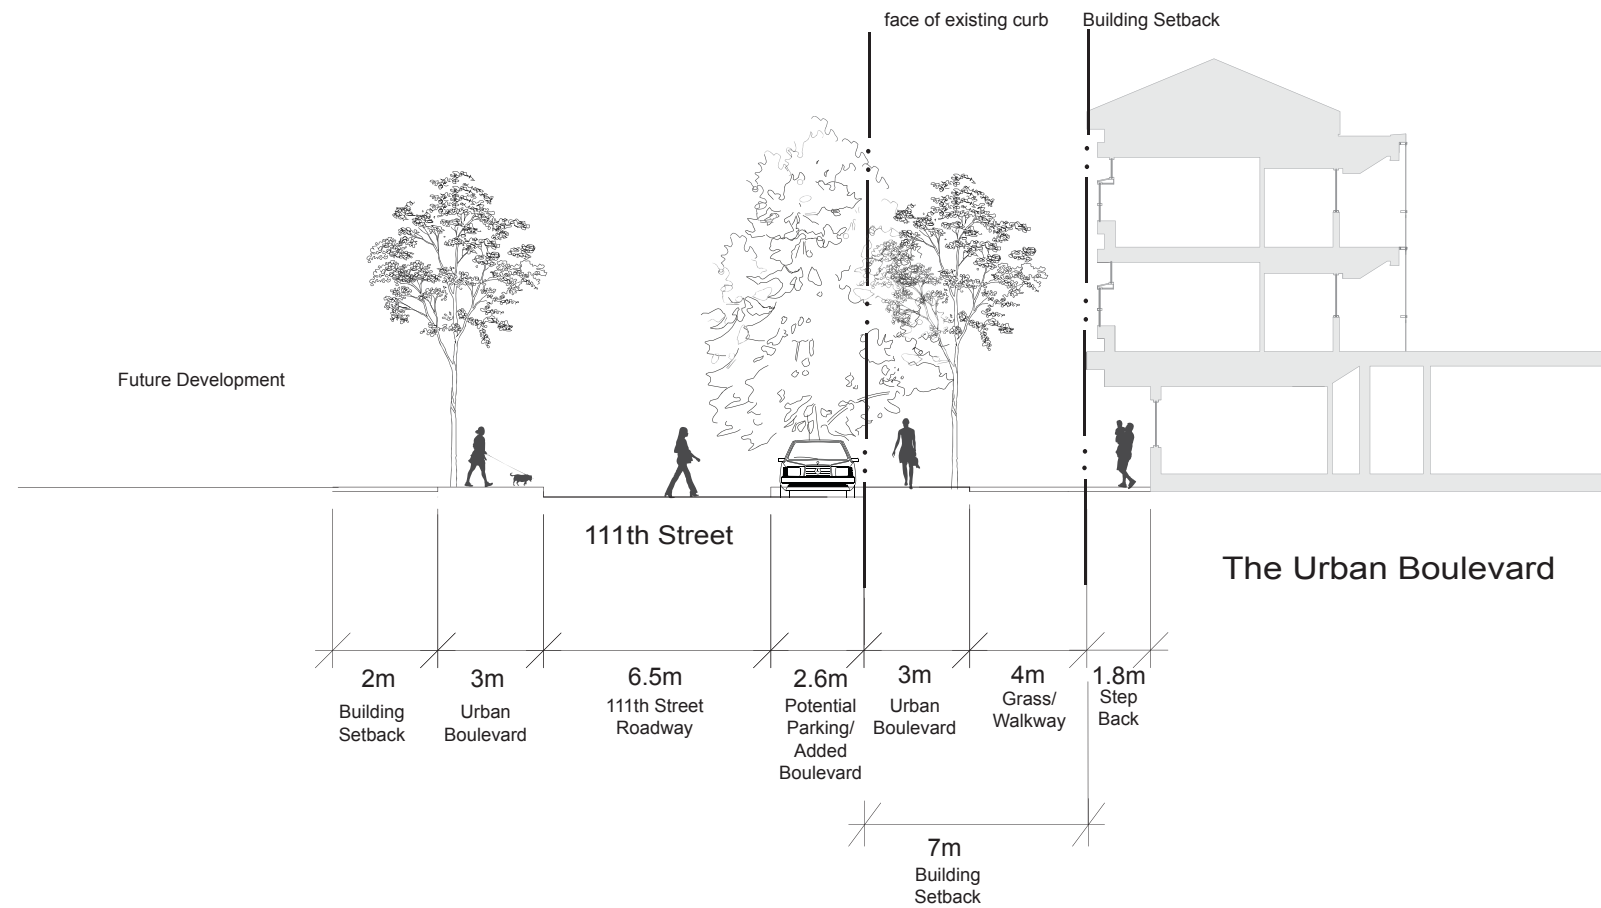 face of existing curb
Building Setback
Future Development
111th Street
The Urban Boulevard
2m
Building
Setback
3m
Urban
Boulevard
6.5m
111th Street
Roadway
2.6m
Potential
Parking/
Added
Boulevard
3m
Urban
Boulevard
4m
Grass/
Walkway
1.8m
Step
Back
7m
Building
Setback